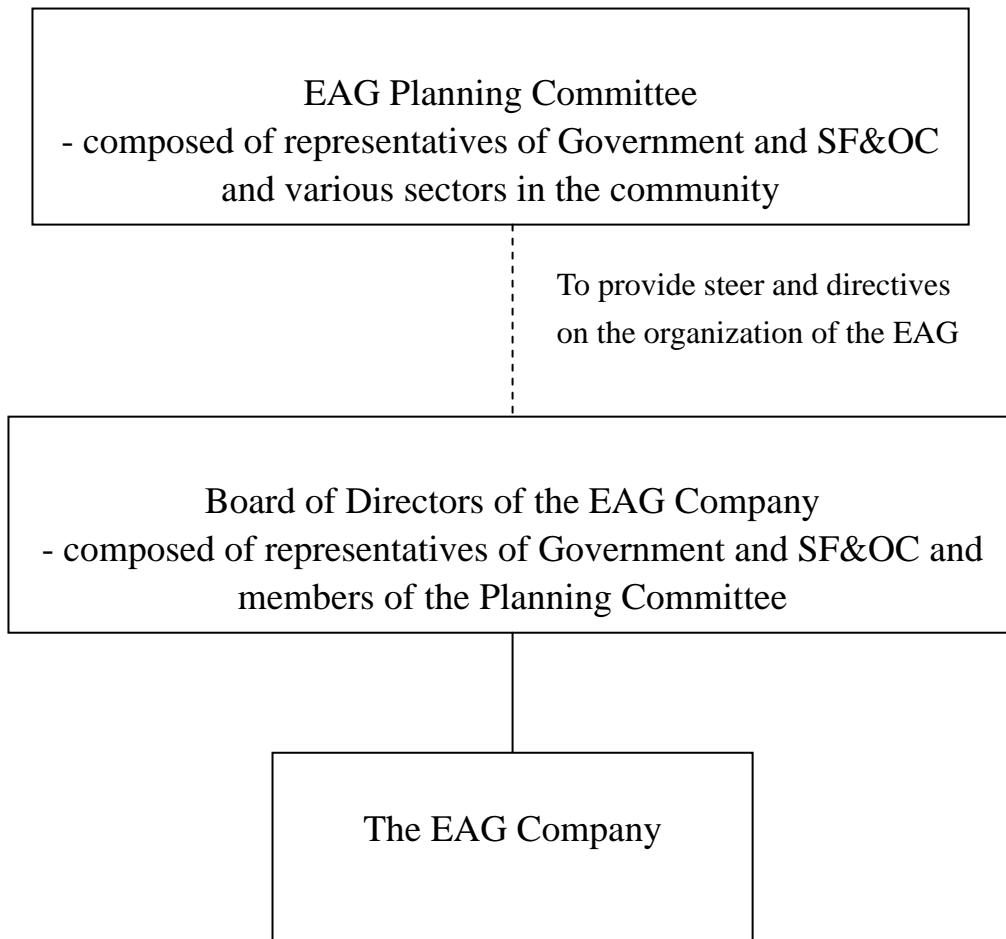 EAG Planning Committee
- composed of representatives of Government and SF&OC
and various sectors in the community
To provide steer and directives
on the organization of the EAG
Board of Directors of the EAG Company
- composed of representatives of Government and SF&OC and
members of the Planning Committee
The EAG Company